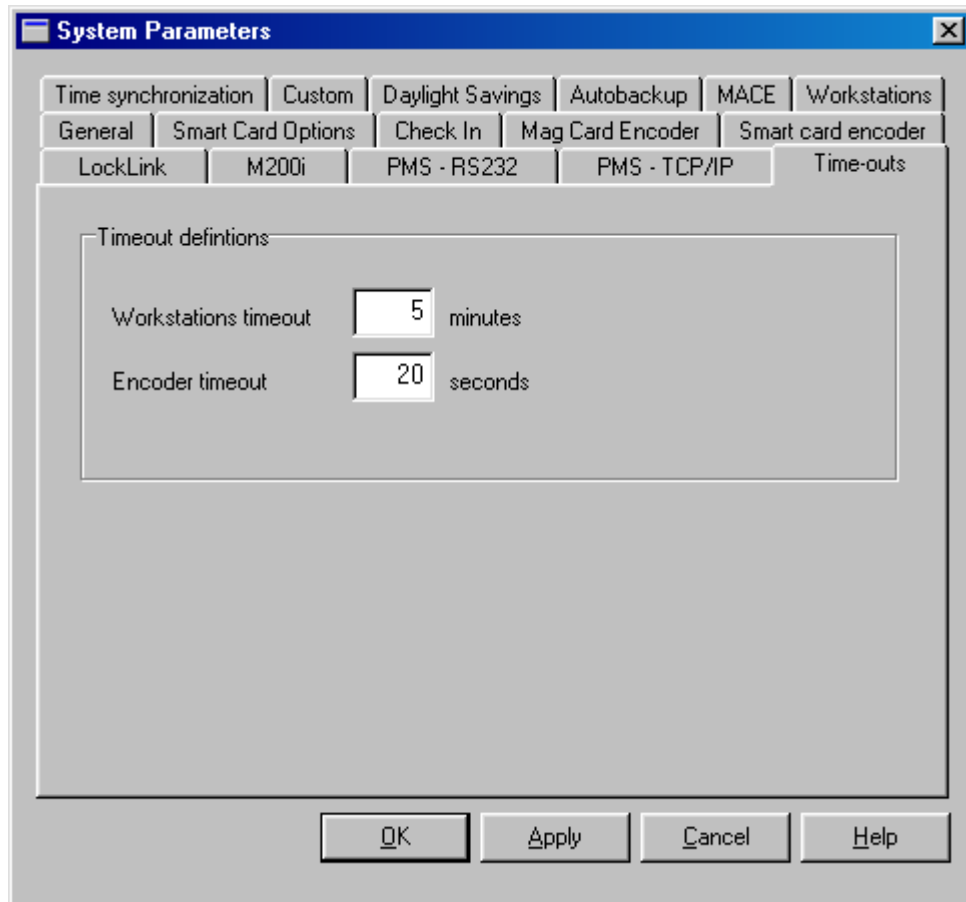 System Parameters
Time synchronization Custom Daylight Savings Autobackup MACE Workstations
General Smart Card Options Check In Mag Card Encoder Smart card encoder
LockLink M200i PMS - RS232 PMS - TCP/IP Time-outs
Timeout defintions
Workstations timeout 5 minutes
Encoder timeout 20 seconds
OK Apply Cancel Help